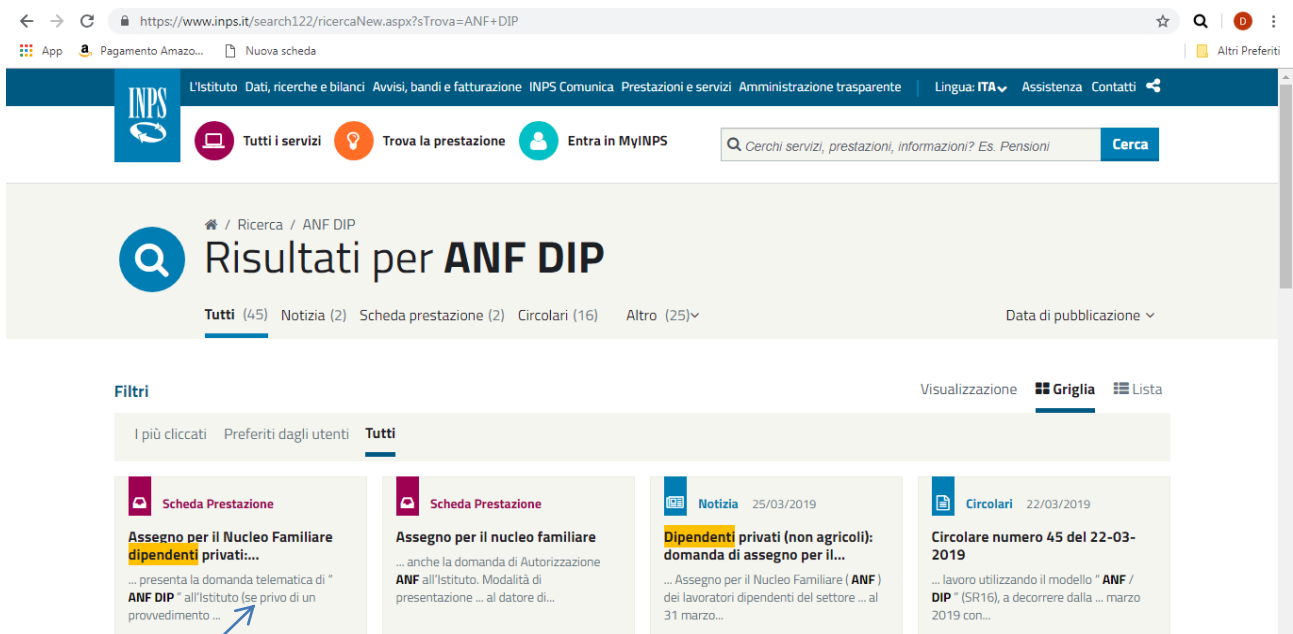 https://www.inps.it/search122/ricercaNew.aspx?sTrova=ANF+DIP
D
App
a Pagamento Amazo...
Nuova scheda
Altri Preferiti
INPS
L'Istituto Dati, ricerche e bilanci Avvisi, bandi e fatturazione INPS Comunica Prestazioni e servizi Amministrazione trasparente
Lingua: ITA
Assistenza Contatti
Tutti i servizi
Trova la prestazione
Entra in MyINPS
Cerchi servizi, prestazioni, informazioni? Es. Pensioni
Cerca
/ Ricerca / ANF DIP
Risultati per ANF DIP
Tutti (45) Notizia (2) Scheda prestazione (2) Circolari (16) Altro (25)
Data di pubblicazione
Filtri
Visualizzazione Griglia Lista
I più cliccati Preferiti dagli utenti Tutti
Scheda Prestazione
Assegno per il Nucleo Familiare
dipendenti privati:...
... presenta la domanda telematica di "
ANF DIP " all'Istituto (se privo di un
provvedimento ...
Scheda Prestazione
Assegno per il nucleo familiare
... anche la domanda di Autorizzazione
ANF all'Istituto. Modalità di
presentazione ... al datore di...
Notizia 25/03/2019
Dipendenti privati (non agricoli):
domanda di assegno per il...
... Assegno per il Nucleo Familiare ( ANF )
dei lavoratori dipendenti del settore ... al
31 marzo...
Circolari 22/03/2019
Circolare numero 45 del 22-03-
2019
... lavoro utilizzando il modello " ANF /
DIP " (SR16), a decorrere dalla ... marzo
2019 con...